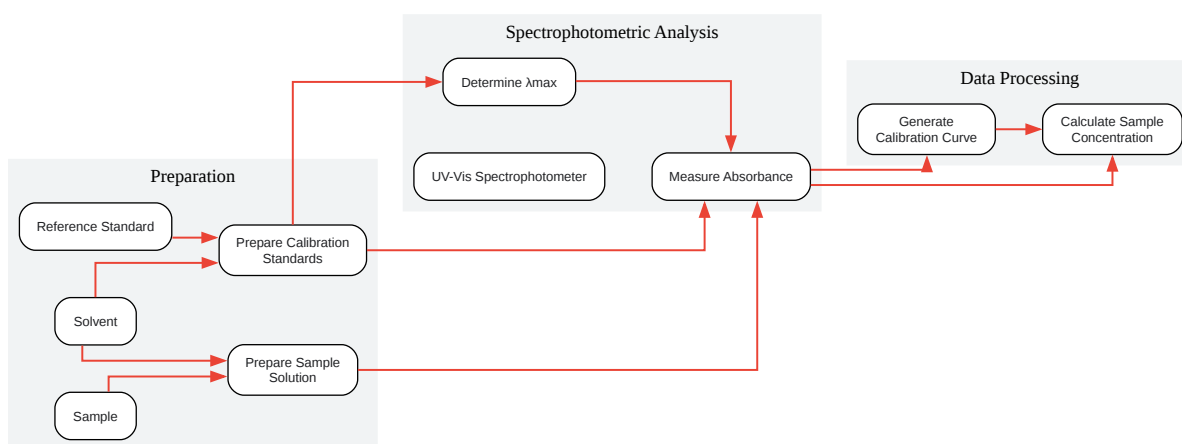 Spectrophotometric Analysis
Determine λmax
UV-Vis Spectrophotometer
Measure Absorbance
Data Processing
Generate
Calibration Curve
Calculate Sample
Concentration
Preparation
Reference Standard
Prepare Calibration
Standards
Solvent
Prepare Sample
Solution
Sample